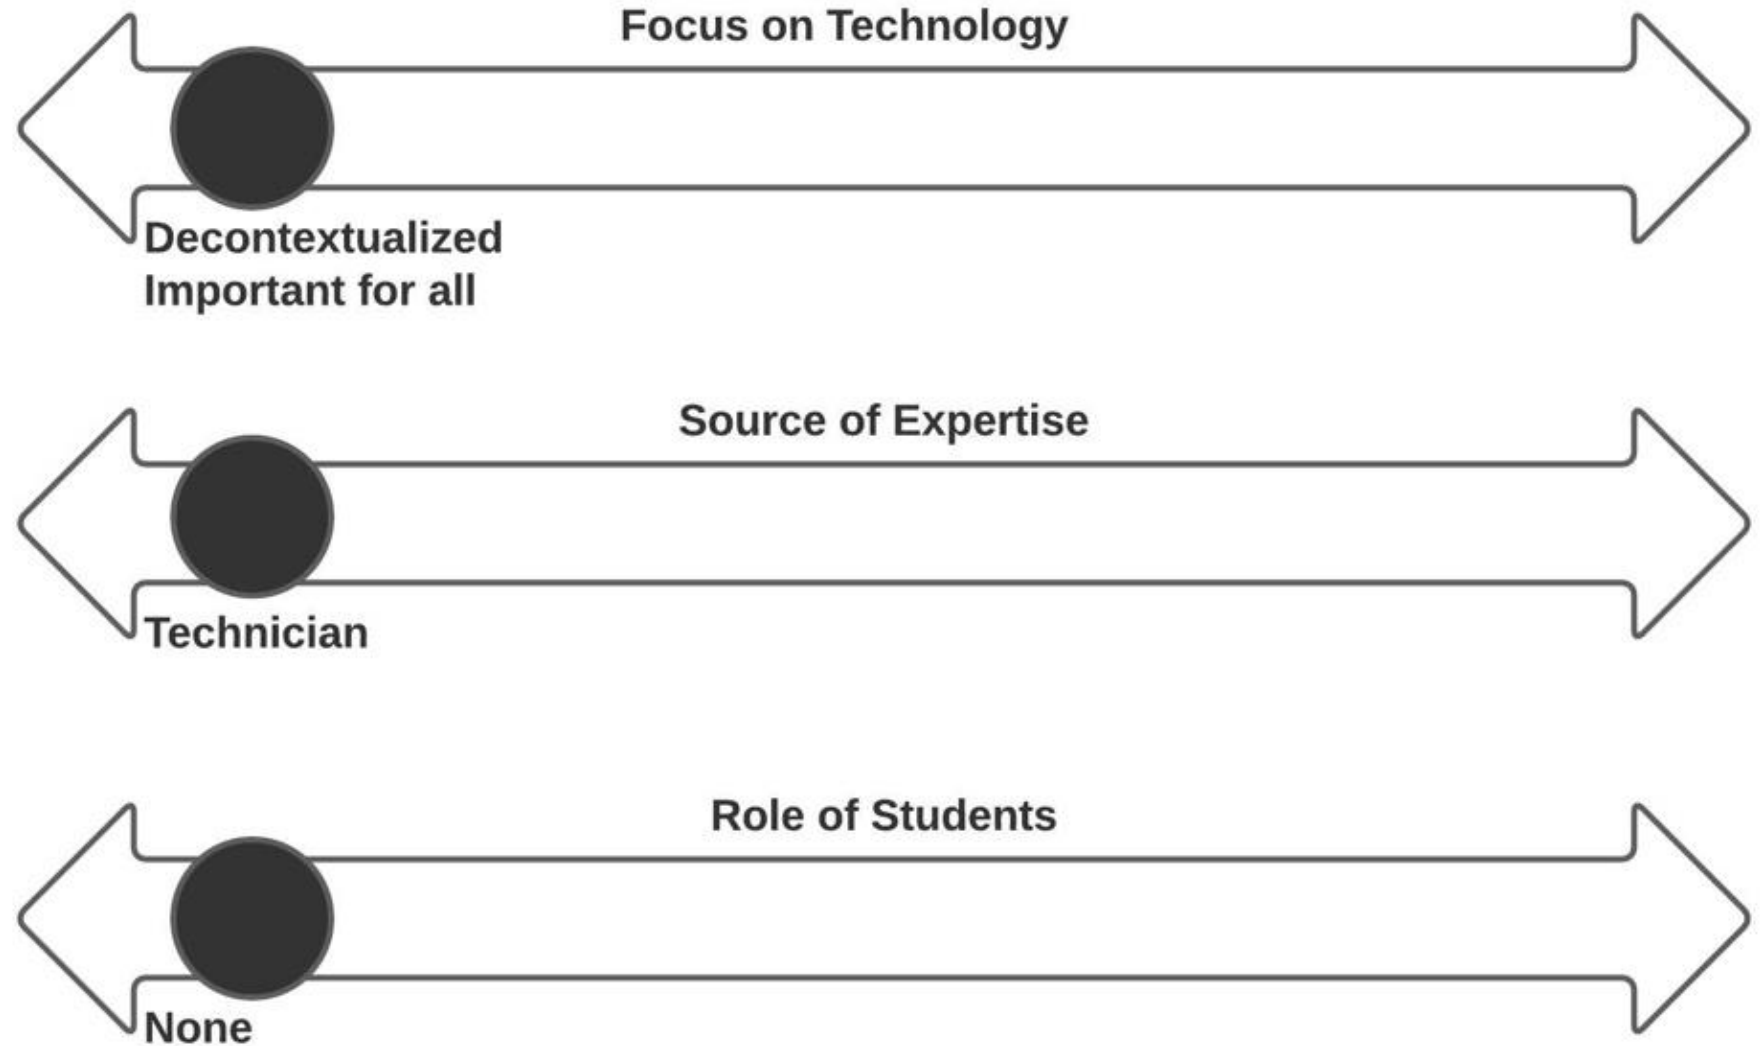 Focus on Technology
Decontextualized
Important for all
Source of Expertise
Technician
Role of Students
None